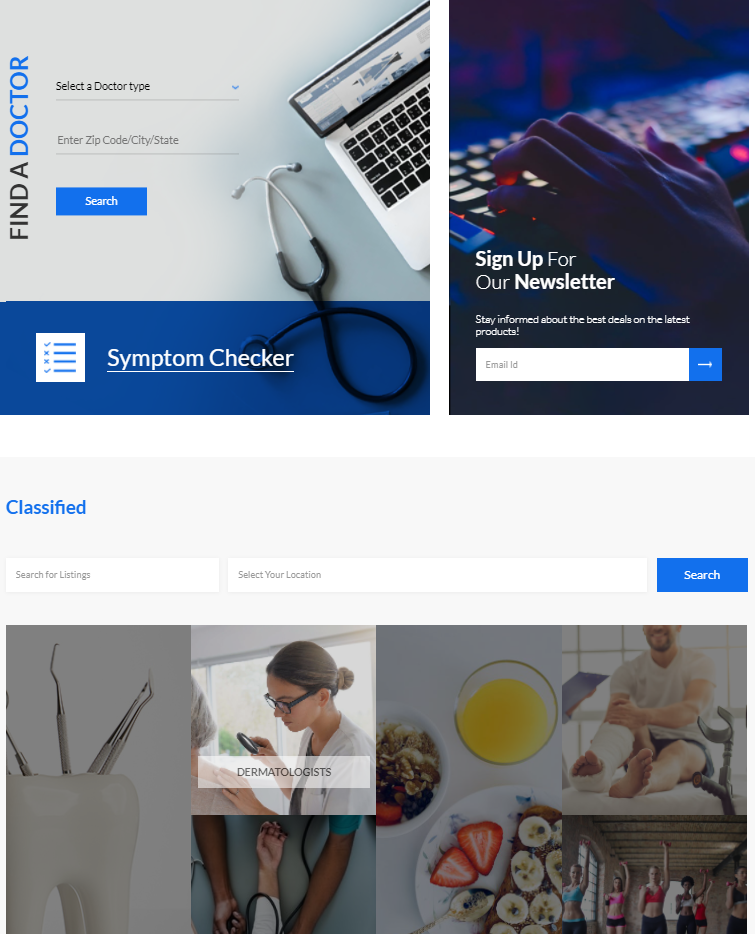 FIND A DOCTOR
Select a Doctor type
Enter Zip Code/City/State
Search
Symptom Checker
Sign Up For
Our Newsletter
Stay informed about the best deals on the latest
products!
Email Id
Classified
Search for Listings
Select Your Location
Search
DERMATOLOGISTS